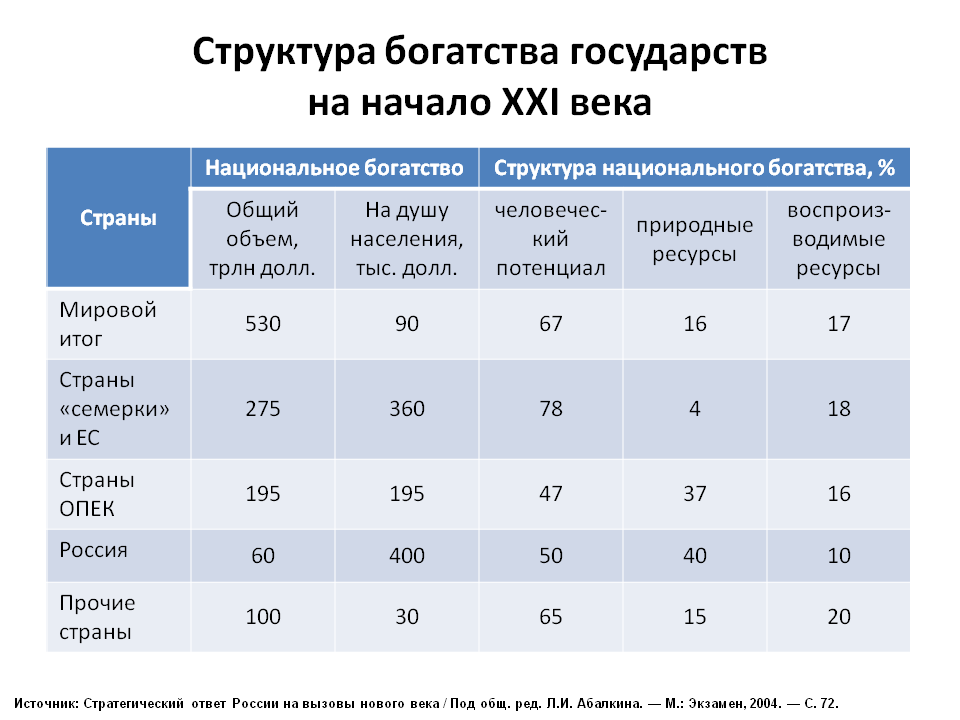 Структура богатства государств
на начало XXI века
Страны
Национальное богатство
Структура национального богатства, %
Общий
объем,
трлн долл.
На душу
населения,
тыс. долл.
человечес-
кий
потенциал
природные
ресурсы
воспроиз-
водимые
ресурсы
Мировой
итог
530
90
67
16
17
Страны
«семерки»
и ЕС
275
360
78
4
18
Страны
ОПЕК
195
195
47
37
16
Россия
60
400
50
40
10
Прочие
страны
100
30
65
15
20
Источник: Стратегический ответ России на вызовы нового века / Под общ. ред. Л.И. Абалкина. — М.: Экзамен, 2004. — С. 72.